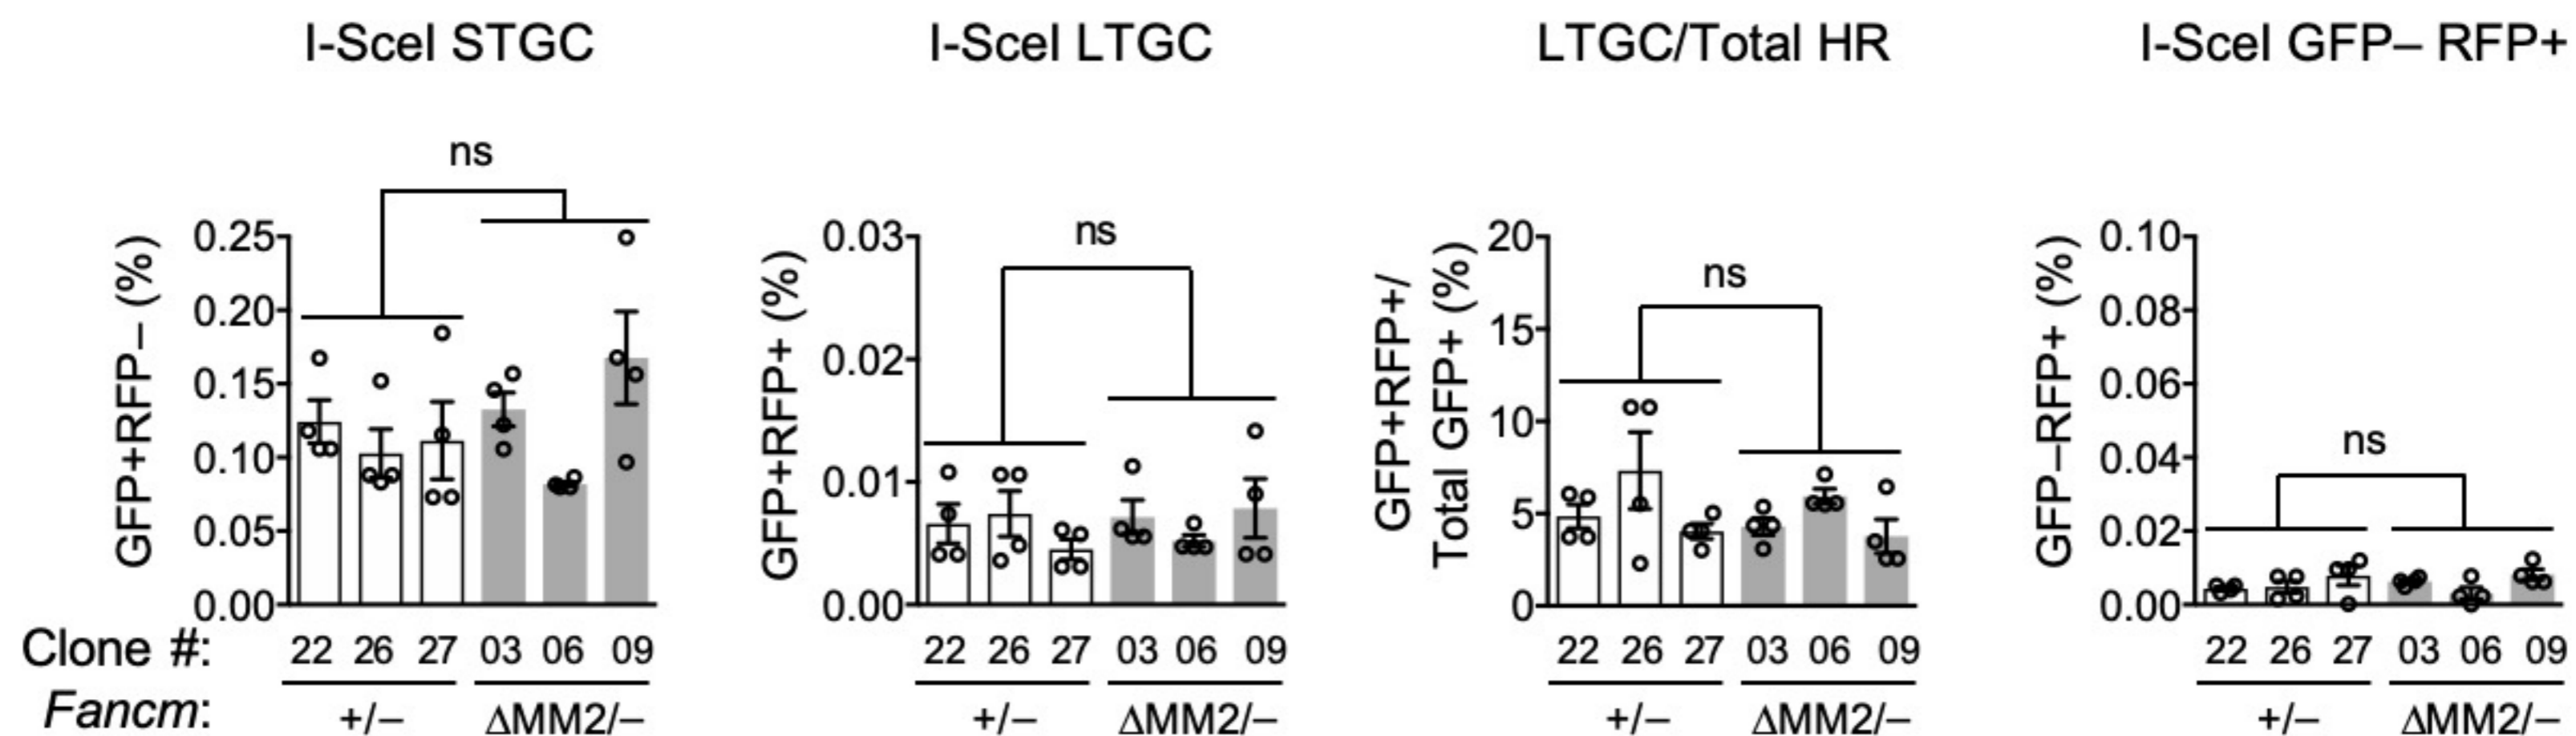 I-SceI STGC
I-SceI LTGC
LTGC/Total HR
I-SceI GFP– RFP+
ns
ns
ns
ns
GFP+RFP– (%)
0.25
0.20
0.15
0.10
0.05
0.00
GFP+RFP+ (%)
0.03
0.02
0.01
0.00
GFP+RFP+/
Total GFP+ (%)
20
15
10
5
0
GFP–RFP+ (%)
0.10
0.08
0.06
0.04
0.02
0.00
Clone #: 22 26 27 03 06 09
22 26 27 03 06 09
22 26 27 03 06 09
22 26 27 03 06 09
Fancm: +/– ΔMM2/–
+/– ΔMM2/–
+/– ΔMM2/–
+/– ΔMM2/–